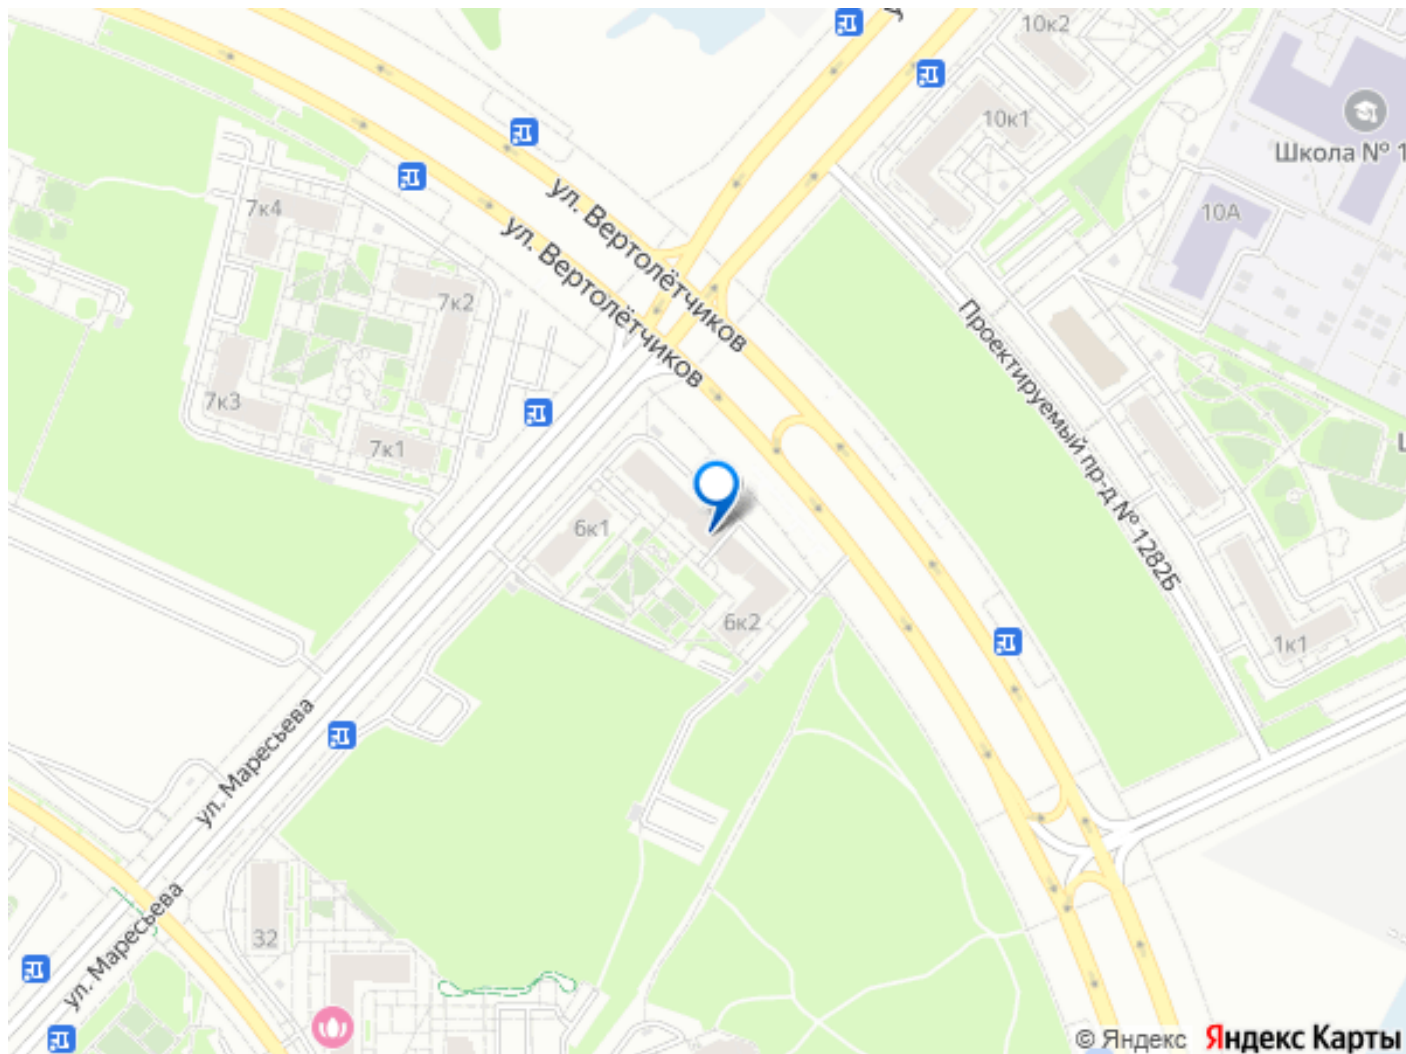 10к2
10к1
Школа № 1
10А
7к4
ул. Вертолётчиков
ул. Вертолётчиков
7к2
Проектируемый пр-д № 1282Б
7к3
7к1
6к1
6к2
1к1
ул. Маресьева
ул. Маресьева
32
© Яндекс Яндекс Карты